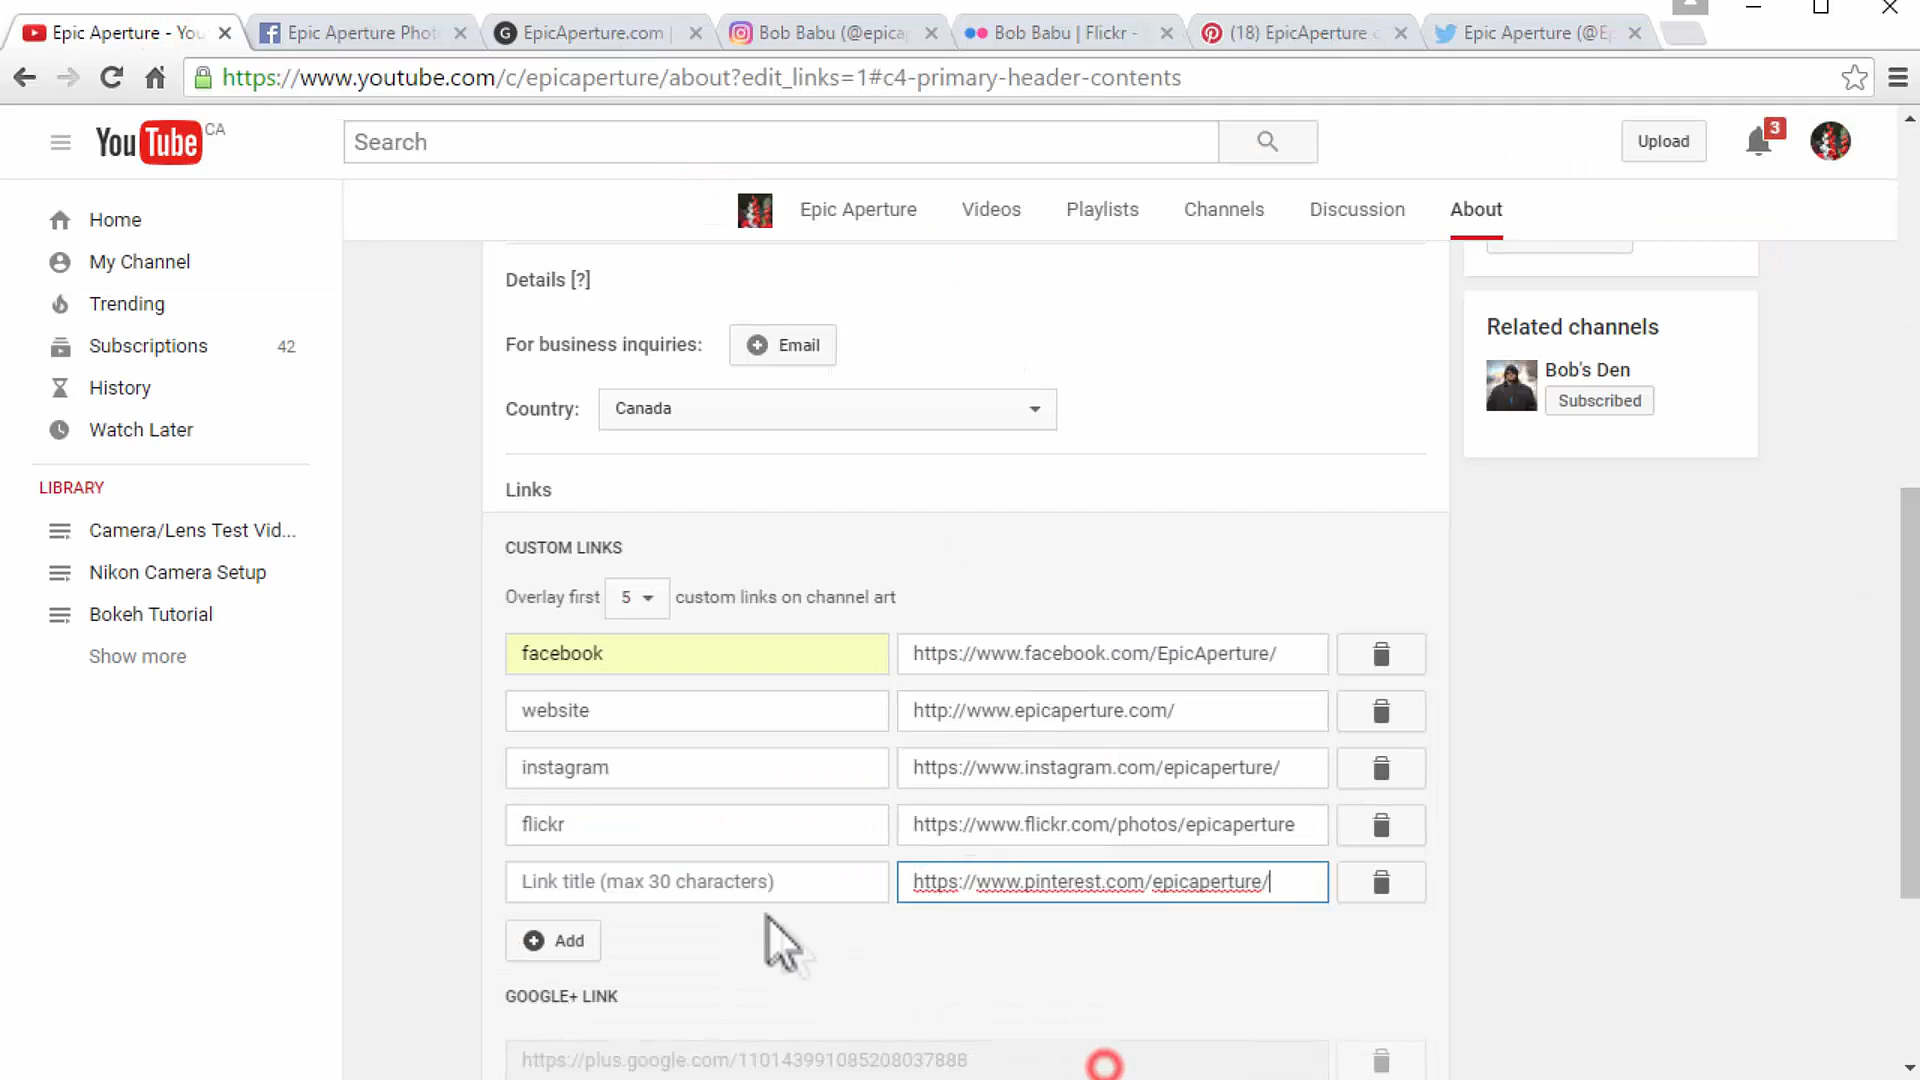 Epic Aperture - You
Epic Aperture Phot
EpicAperture.com |
Bob Babu (@epica
Bob Babu | Flickr -
(18) EpicAperture
Epic Aperture (@E
https://www.youtube.com/c/epicaperture/about?edit_links=1#c4-primary-header-contents
YouTube CA
Search
Upload
3
Epic Aperture
Videos
Playlists
Channels
Discussion
About
Home
My Channel
Trending
Subscriptions 42
History
Watch Later
LIBRARY
Camera/Lens Test Vid...
Nikon Camera Setup
Bokeh Tutorial
Show more
Details [?]
For business inquiries: Email
Country: Canada
Links
CUSTOM LINKS
Overlay first 5 custom links on channel art
facebook https://www.facebook.com/EpicAperture/
website http://www.epicaperture.com/
instagram https://www.instagram.com/epicaperture/
flickr https://www.flickr.com/photos/epicaperture
Link title (max 30 characters) https://www.pinterest.com/epicaperture/
Add
GOOGLE+ LINK
https://plus.google.com/110143991085208037888
Related channels
Bob's Den
Subscribed